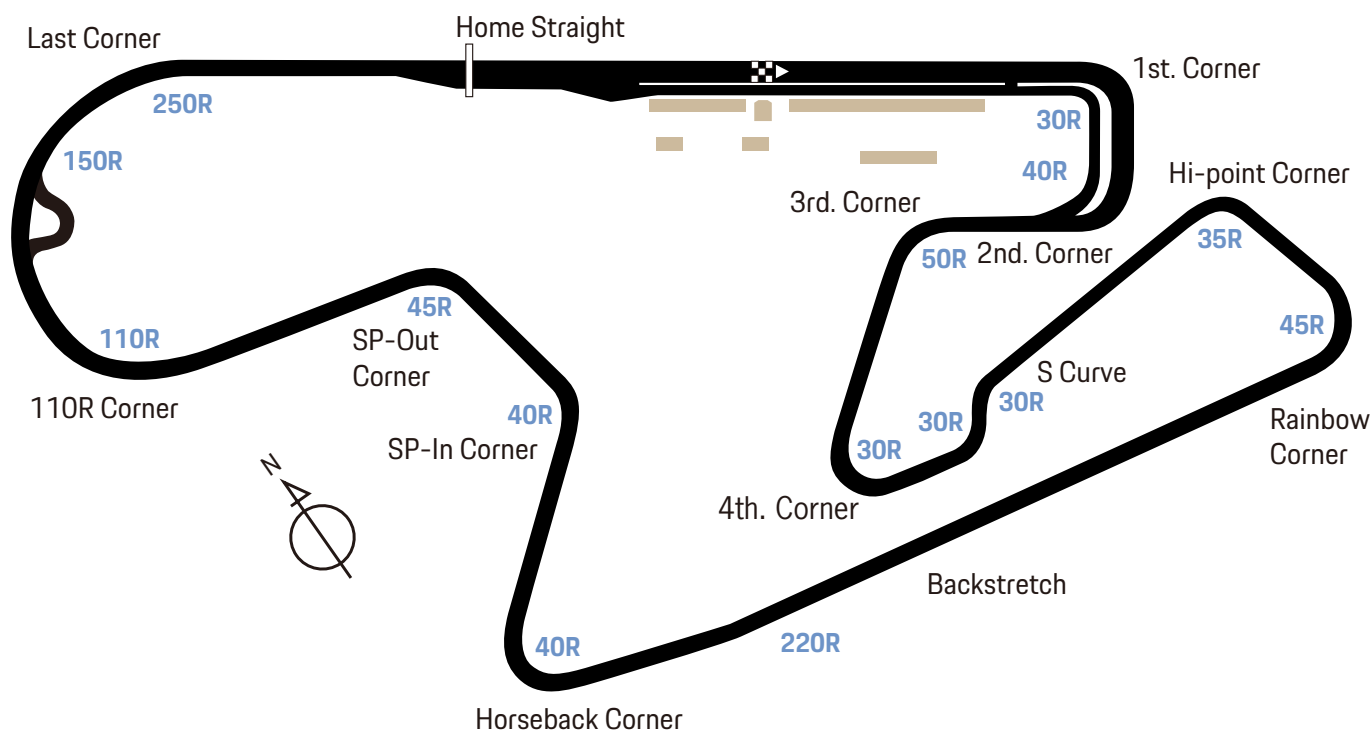 Home Straight
Last Corner
1st. Corner
250R
30R
150R
40R
Hi-point Corner
3rd. Corner
35R
50R
2nd. Corner
45R
45R
110R
SP-Out
Corner
S Curve
110R Corner
30R
40R
30R
Rainbow
Corner
SP-In Corner
30R
N
4th. Corner
Backstretch
40R
220R
Horseback Corner